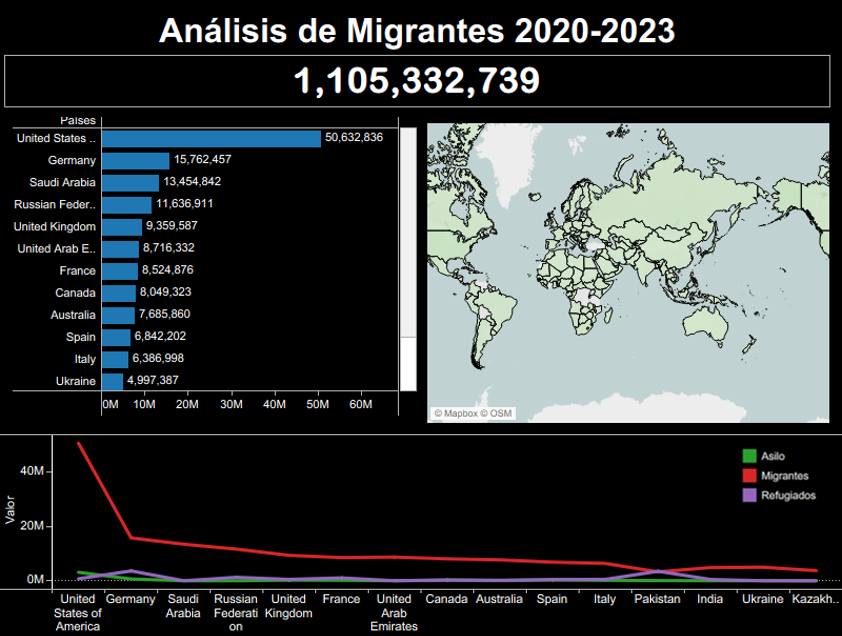 Análisis de Migrantes 2020-2023
1,105,332,739
Países
United States .. 50,632,836
Germany 15,762,457
Saudi Arabia 13,454,842
Russian Feder.. 11,636,911
United Kingdom 9,359,587
United Arab E.. 8,716,332
France 8,524,876
Canada 8,049,323
Australia 7,685,860
Spain 6,842,202
Italy 6,386,998
Ukraine 4,997,387
0M 10M 20M 30M 40M 50M 60M
© Mapbox © OSM
Valor
40M
20M
0M
Asilo
Migrantes
Refugiados
United States of America
Germany
Saudi Arabia
Russian Federati on
United Kingdom
France
United Arab Emirates
Canada
Australia
Spain
Italy
Pakistan
India
Ukraine
Kazakh..